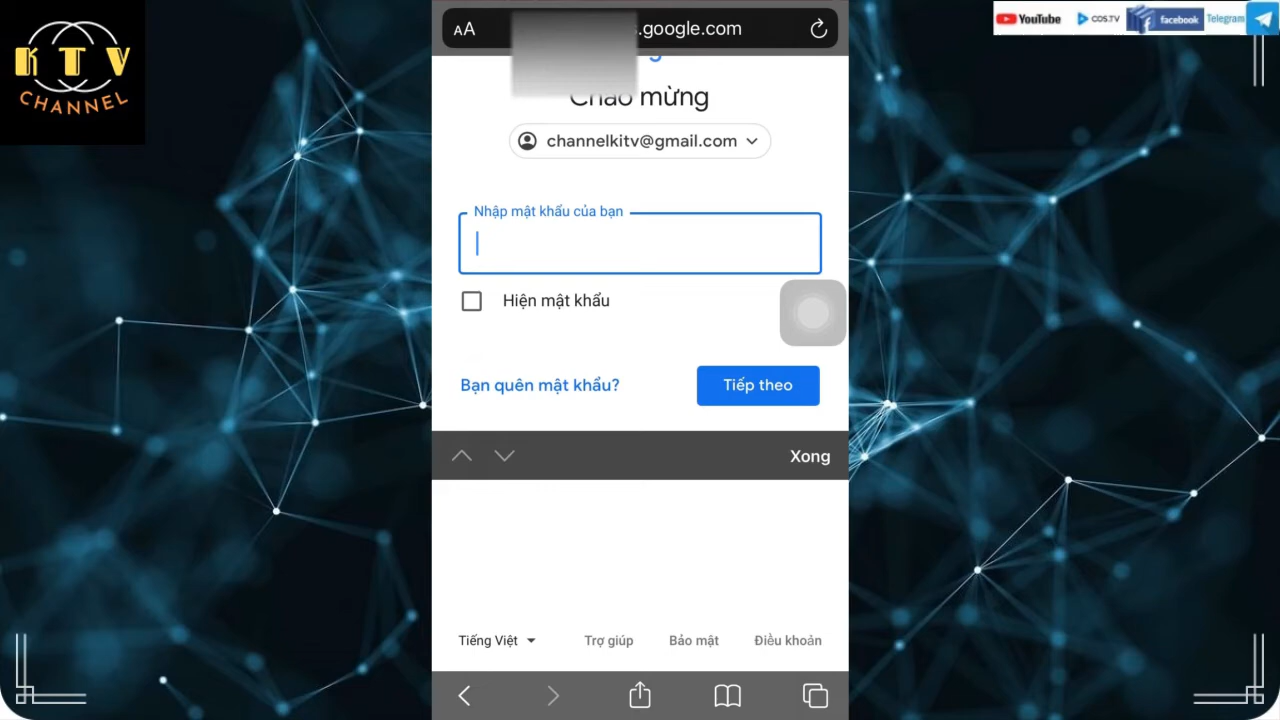 KTV
CHANNEL
YouTube
COS.TV
facebook
Telegram
AA
.google.com
Chào mừng
channelkitv@gmail.com
Nhập mật khẩu của bạn
Hiện mật khẩu
Bạn quên mật khẩu?
Tiếp theo
Xong
Tiếng Việt
Trợ giúp
Bảo mật
Điều khoản